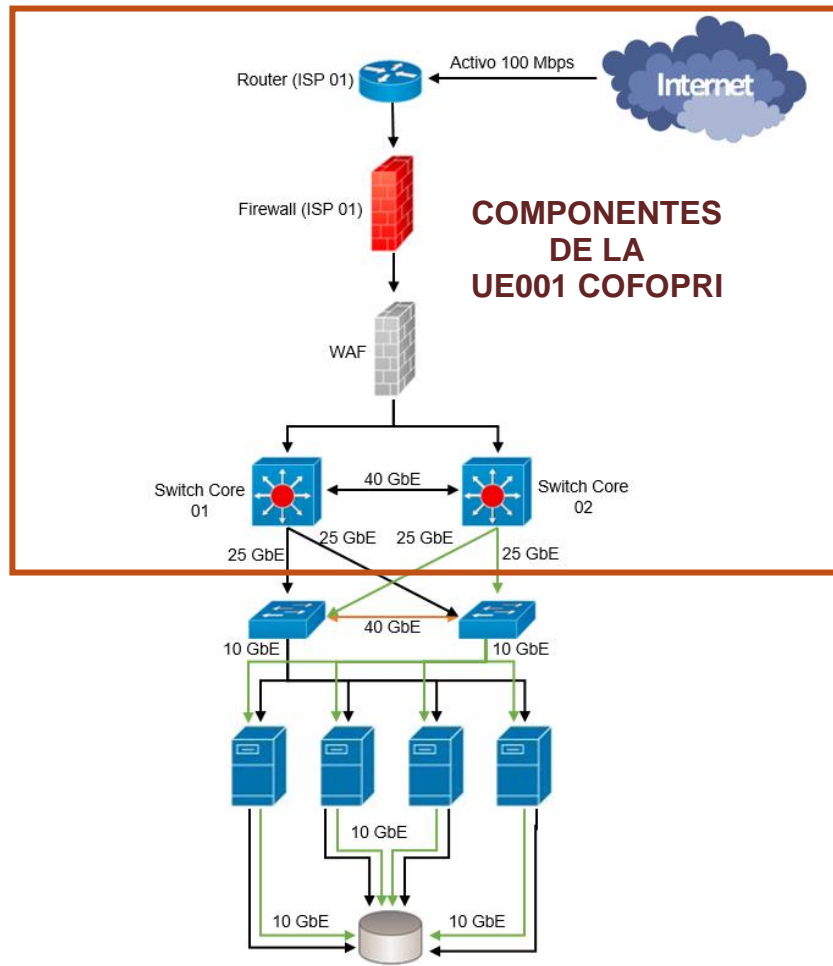 Activo 100 Mbps
Internet
Router (ISP 01)
Firewall (ISP 01)
COMPONENTES
DE LA
UE001 COFOPRI
WAF
Switch Core
01
40 GbE
Switch Core
02
25 GbE
25 GbE
25 GbE
25 GbE
40 GbE
10 GbE
10 GbE
10 GbE
10 GbE
10 GbE